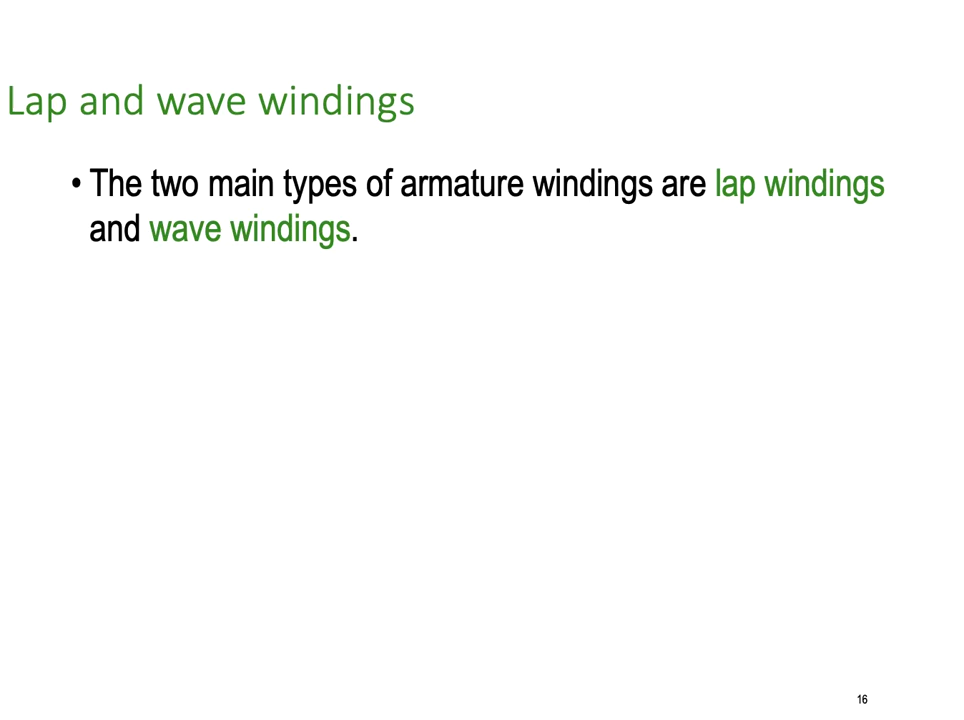 Lap and wave windings
• The two main types of armature windings are lap windings
and wave windings.
16